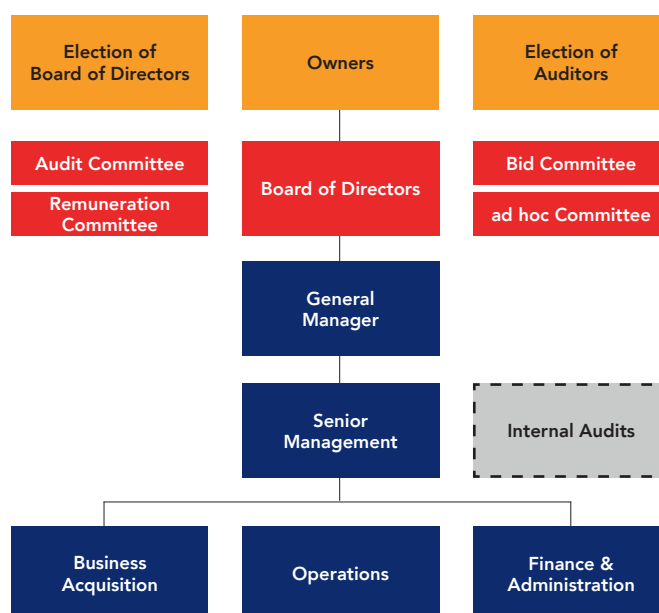 Election of
Board of Directors
Owners
Election of
Auditors
Audit Committee
Remuneration
Committee
Board of Directors
Bid Committee
ad hoc Committee
General
Manager
Senior
Management
Internal Audits
Business
Acquisition
Operations
Finance &
Administration